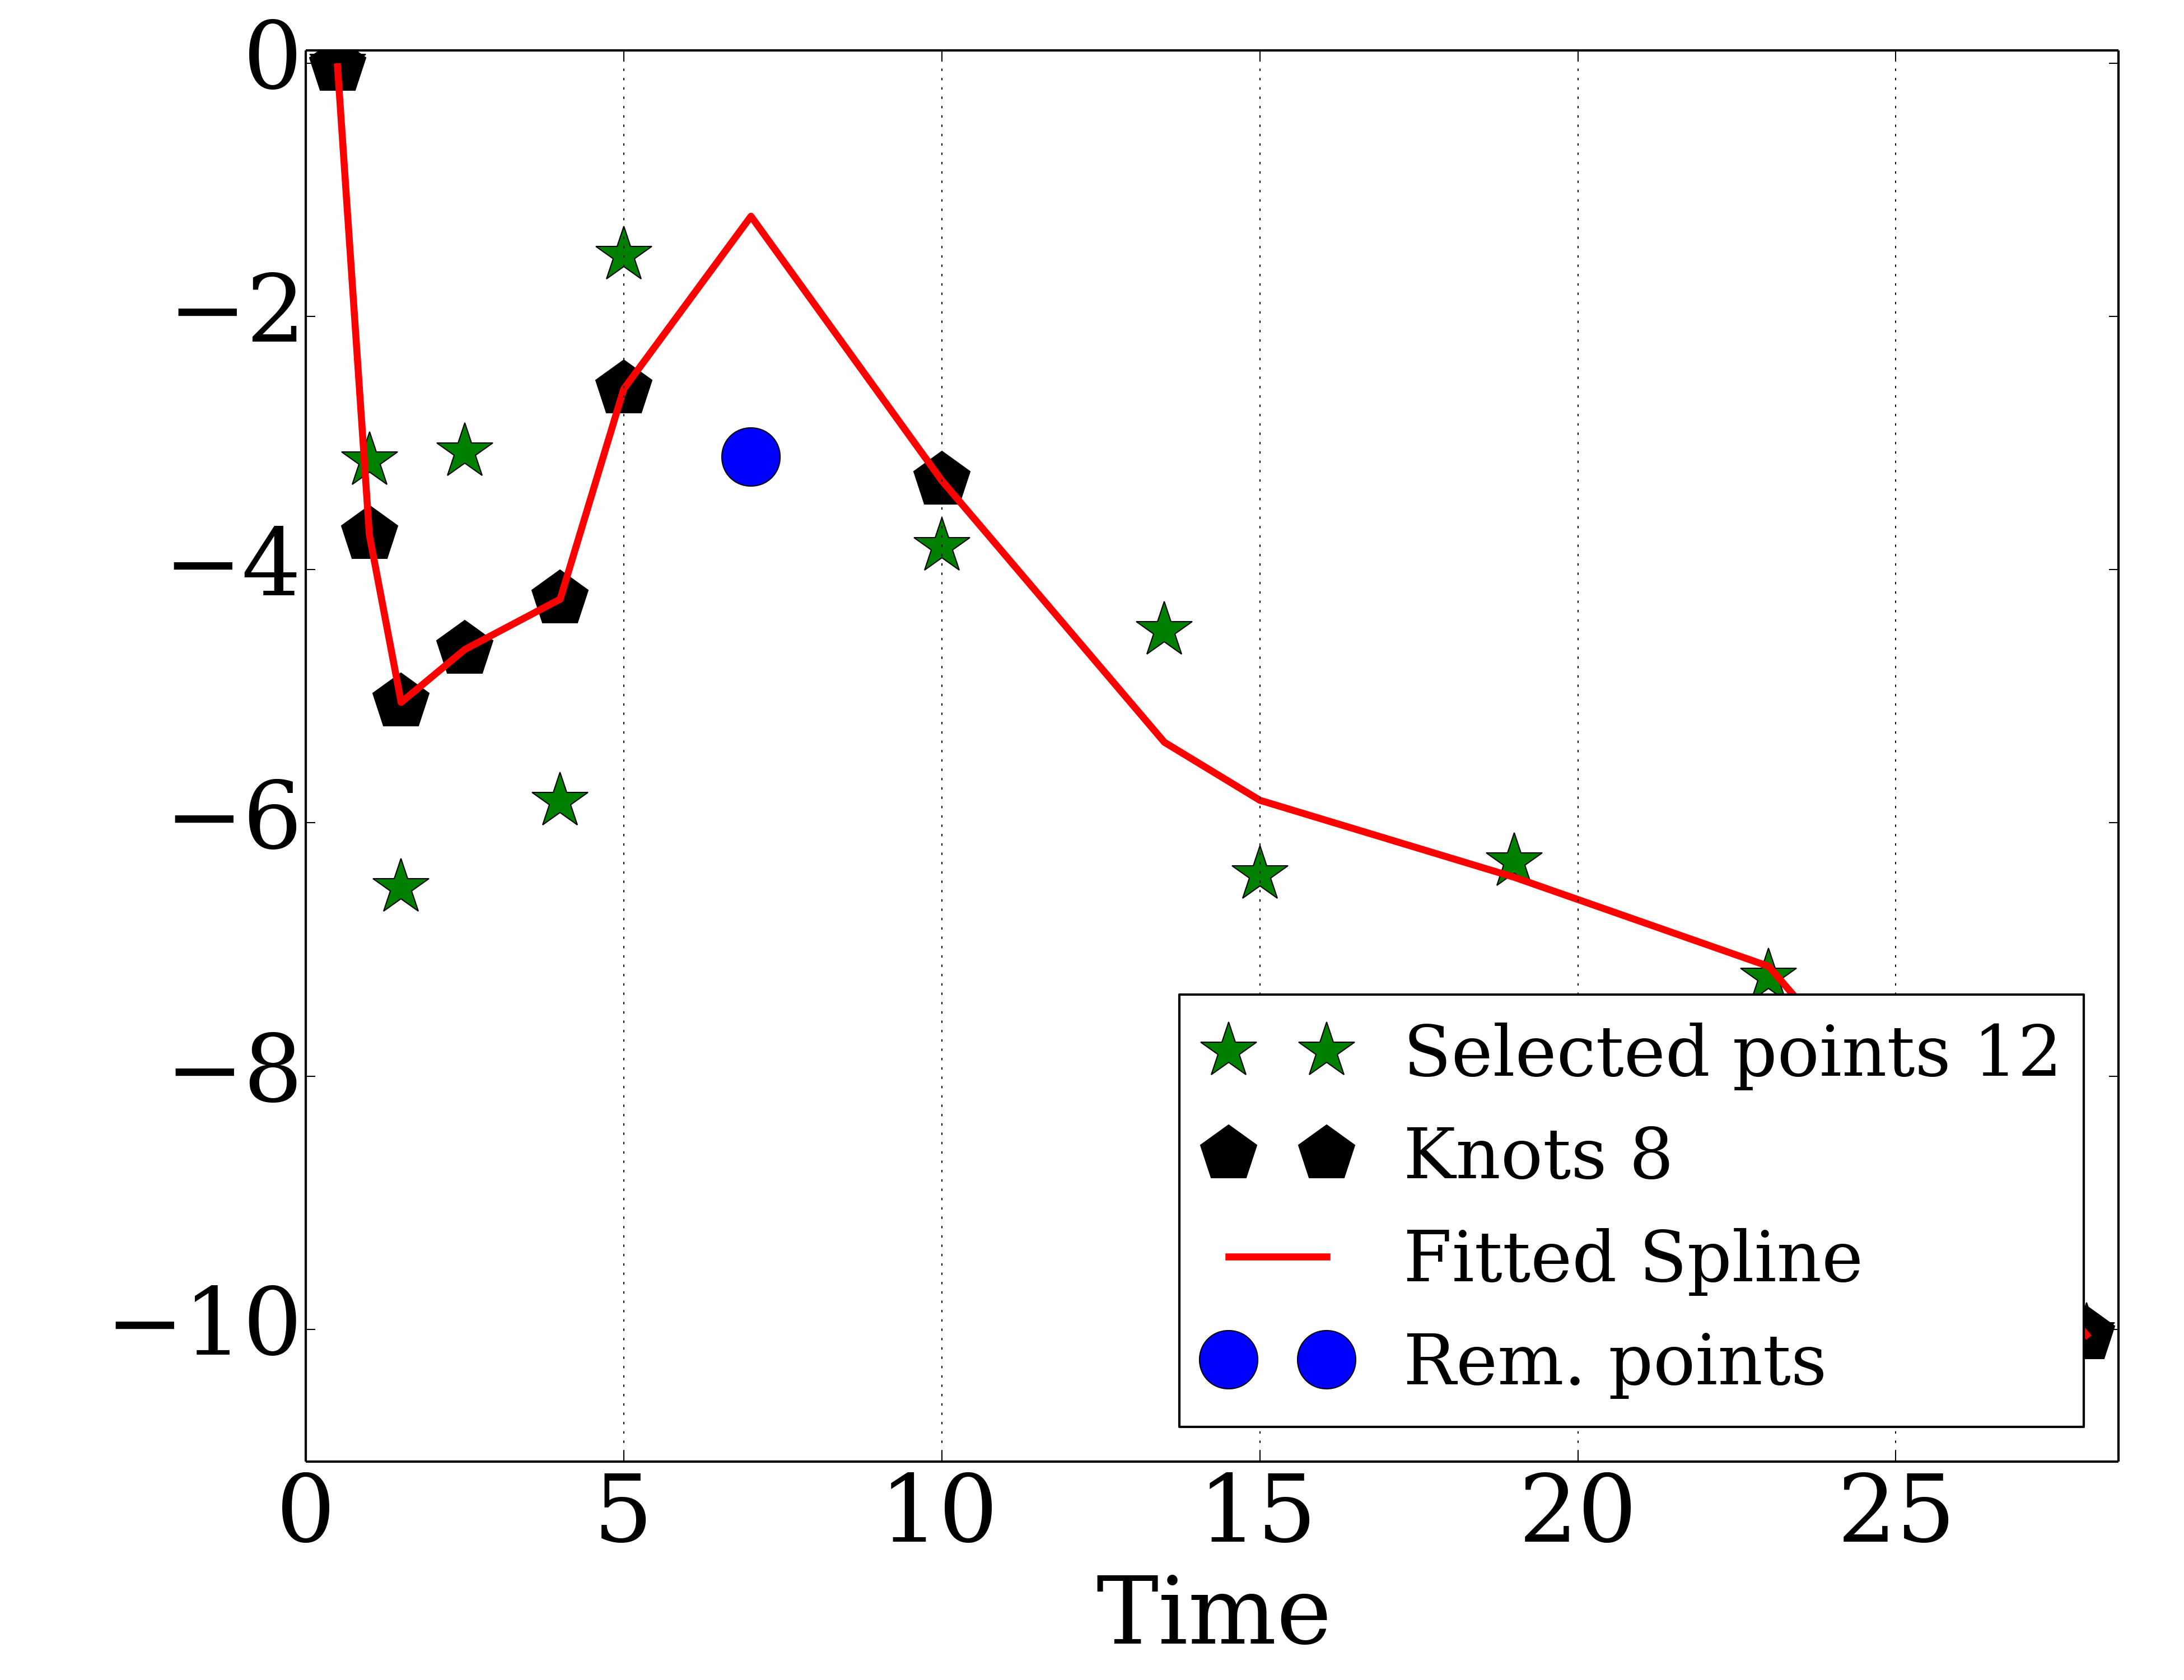 0
−2
−4
−6
−8
−10
Selected points 12
Knots 8
Fitted Spline
Rem. points
0 5 10 15 20 25
Time